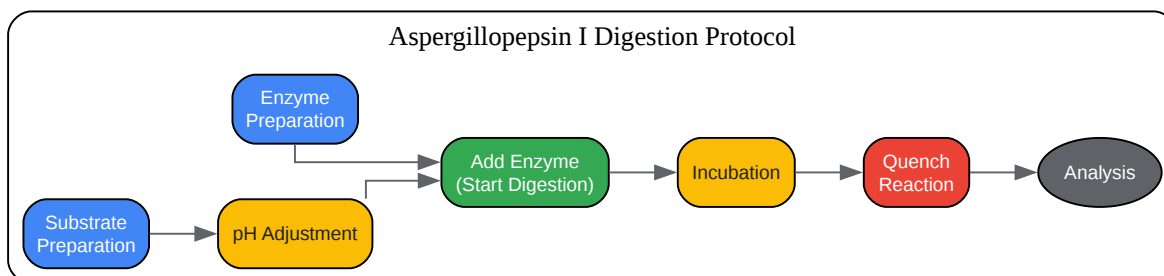 Aspergillopepsin I Digestion Protocol
Enzyme
Preparation
Substrate
Preparation
pH Adjustment
Add Enzyme
(Start Digestion)
Incubation
Quench
Reaction
Analysis